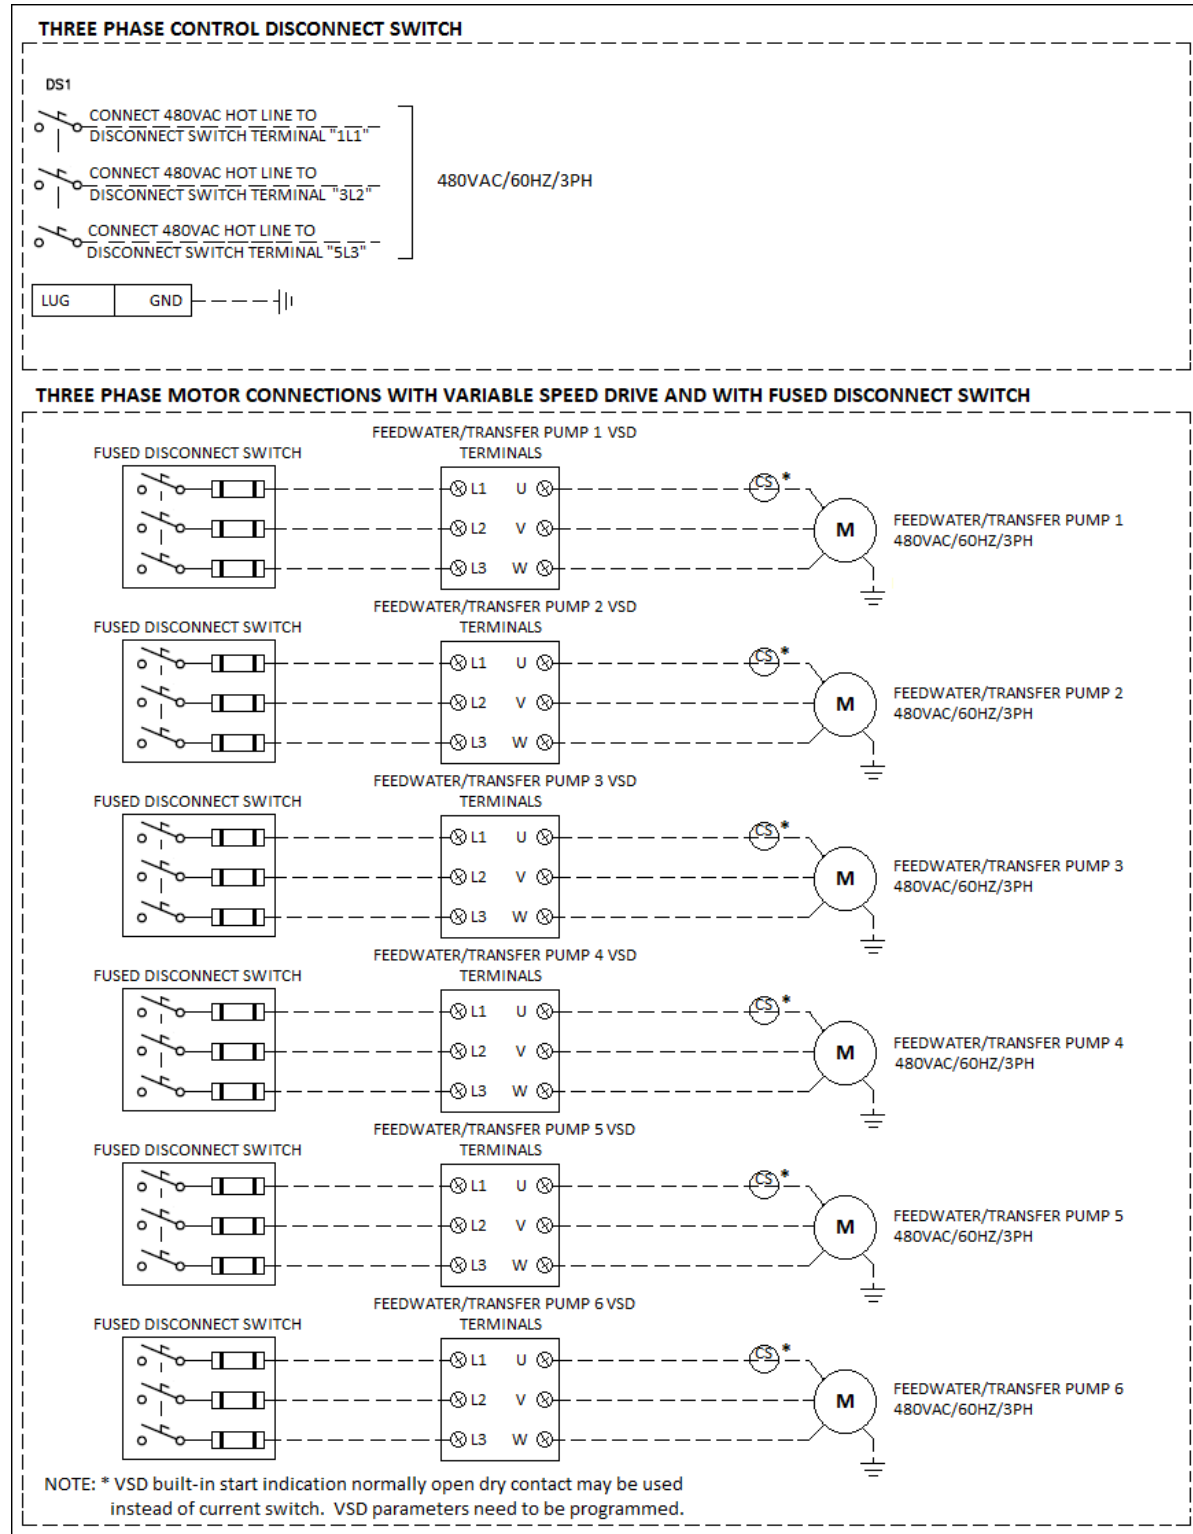 THREE PHASE CONTROL DISCONNECT SWITCH
DS1
CONNECT 480VAC HOT LINE TO
DISCONNECT SWITCH TERMINAL "1L1"
CONNECT 480VAC HOT LINE TO
DISCONNECT SWITCH TERMINAL "3L2"
480VAC/60HZ/3PH
CONNECT 480VAC HOT LINE TO
DISCONNECT SWITCH TERMINAL "5L3"
LUG GND
THREE PHASE MOTOR CONNECTIONS WITH VARIABLE SPEED DRIVE AND WITH FUSED DISCONNECT SWITCH
FEEDWATER/TRANSFER PUMP 1 VSD
FUSED DISCONNECT SWITCH TERMINALS
L1 U CS *
L2 V M FEEDWATER/TRANSFER PUMP 1
480VAC/60HZ/3PH
L3 W
FEEDWATER/TRANSFER PUMP 2 VSD
FUSED DISCONNECT SWITCH TERMINALS
L1 U CS *
L2 V M FEEDWATER/TRANSFER PUMP 2
480VAC/60HZ/3PH
L3 W
FEEDWATER/TRANSFER PUMP 3 VSD
FUSED DISCONNECT SWITCH TERMINALS
L1 U CS *
L2 V M FEEDWATER/TRANSFER PUMP 3
480VAC/60HZ/3PH
L3 W
FEEDWATER/TRANSFER PUMP 4 VSD
FUSED DISCONNECT SWITCH TERMINALS
L1 U CS *
L2 V M FEEDWATER/TRANSFER PUMP 4
480VAC/60HZ/3PH
L3 W
FEEDWATER/TRANSFER PUMP 5 VSD
FUSED DISCONNECT SWITCH TERMINALS
L1 U CS *
L2 V M FEEDWATER/TRANSFER PUMP 5
480VAC/60HZ/3PH
L3 W
FEEDWATER/TRANSFER PUMP 6 VSD
FUSED DISCONNECT SWITCH TERMINALS
L1 U CS *
L2 V M FEEDWATER/TRANSFER PUMP 6
480VAC/60HZ/3PH
L3 W
NOTE: * VSD built-in start indication normally open dry contact may be used
instead of current switch. VSD parameters need to be programmed.